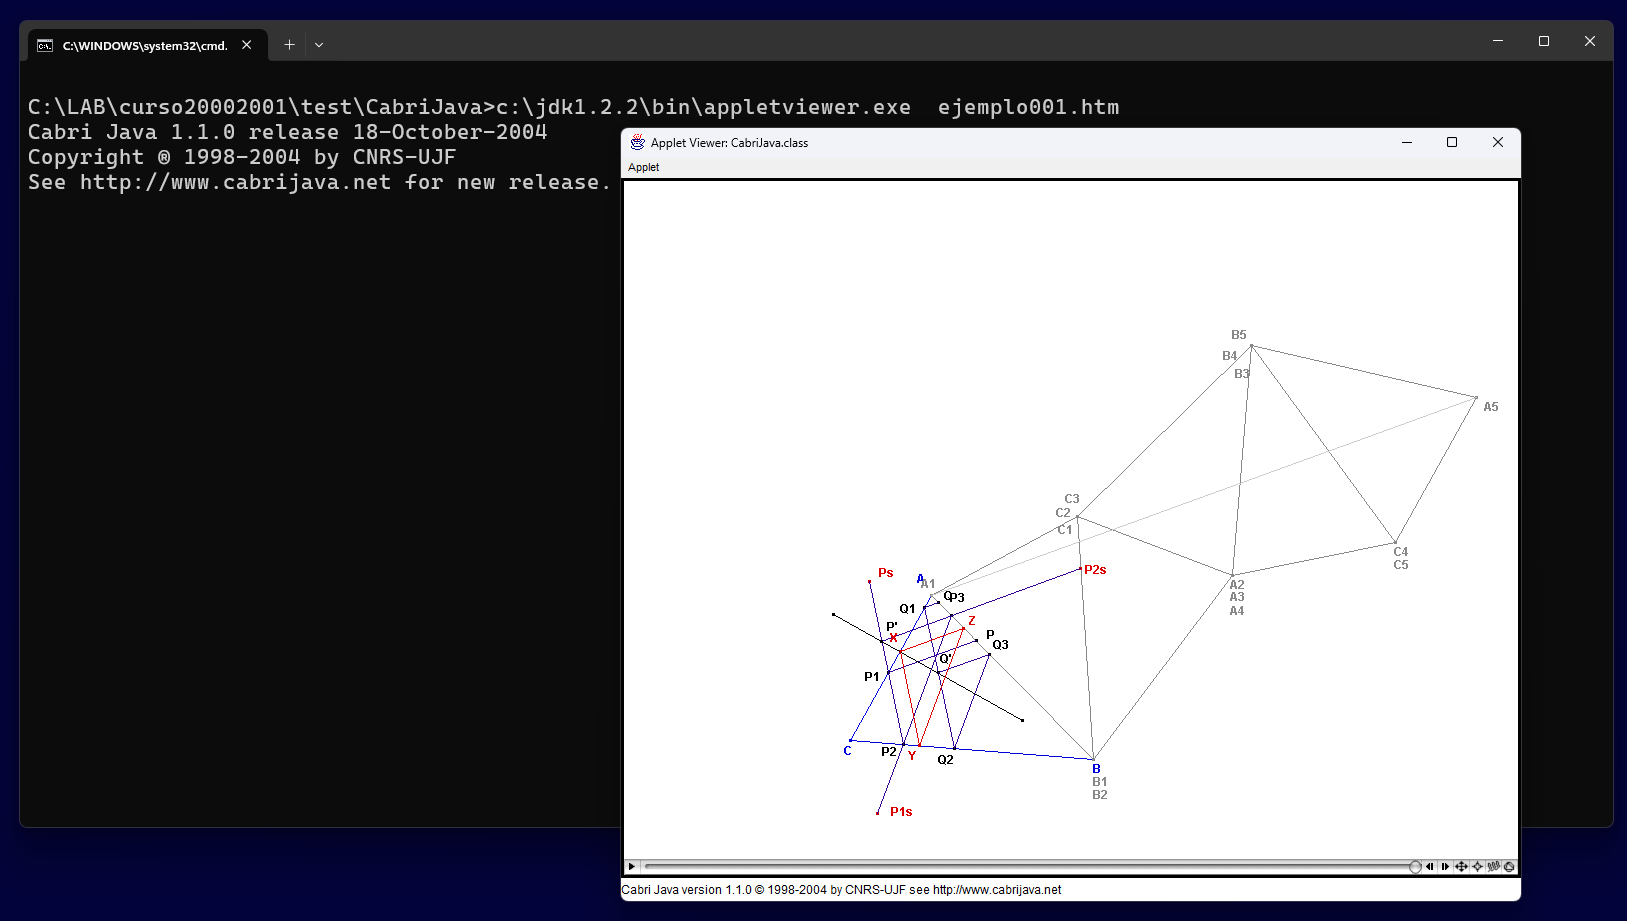 C:\WINDOWS\system32\cmd.
C:\LAB\curso20002001\test\CabriJava>c:\jdk1.2.2\bin\appletviewer.exe  ejemplo001.htm
Cabri Java 1.1.0 release 18-October-2004
Copyright ® 1998-2004 by CNRS-UJF
See http://www.cabrijava.net for new release.
Applet Viewer: CabriJava.class
Applet
B5
B4
B3
A5
C3
C2
C1
C4
C5
Ps
P2s
A
A1
A2
A3
A4
Q1
Q
P3
P'
X
Z
P
Q3
Q'
P1
C
P2
Y
Q2
B
B1
B2
P1s
Cabri Java version 1.1.0 © 1998-2004 by CNRS-UJF see http://www.cabrijava.net